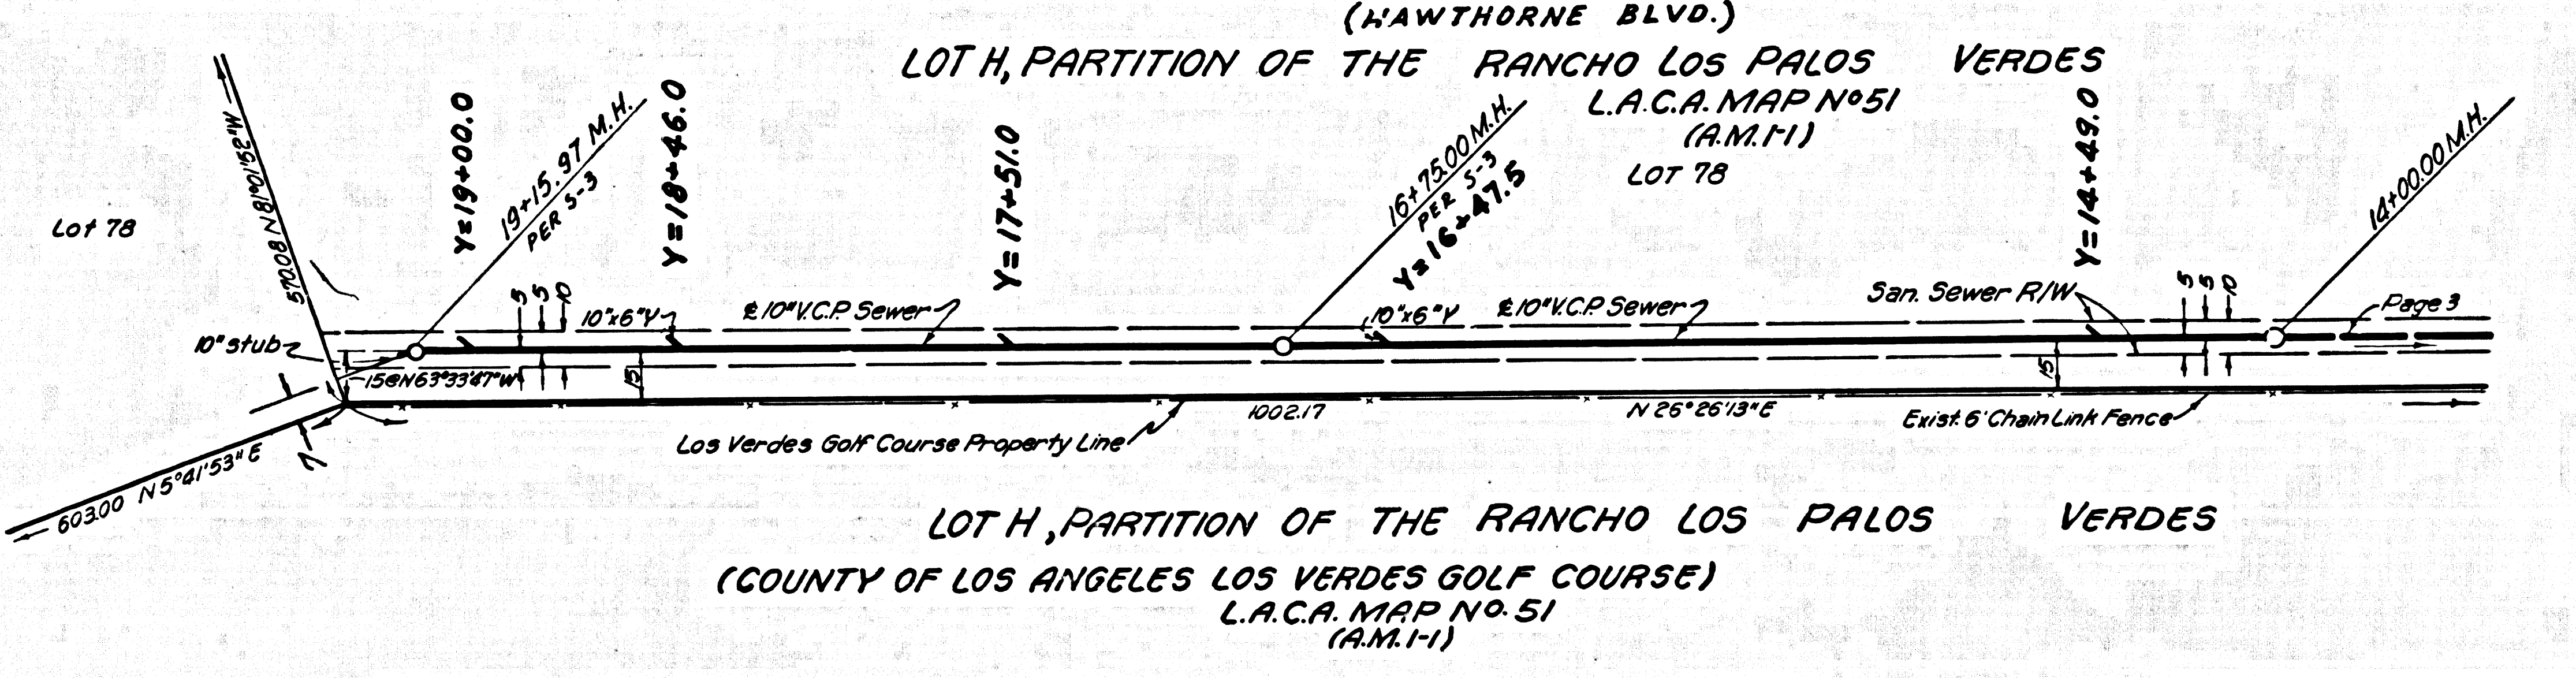 (HAWTHORNE BLVD.)
LOT H, PARTITION OF THE RANCHO LOS PALOS VERDES
L.A.C.A. MAP Nº51
(A.M.1-1)
LOT 78
Lot 78
570.08 N81°01'52"W
Y=19+00.0
19+15.97 M.H.
PER S-3
Y=18+46.0
Y=17+51.0
16+75.00 M.H.
PER S-3
Y=16+47.5
Y=14+49.0
14+00.00 M.H.
5 5 10
10"x6"Y
℄10"V.C.P. Sewer
10"x6"Y
℄10"V.C.P. Sewer
San. Sewer R/W
5 5 10
Page 3
10" stub
15@N63°33'47"W
15
15
7
603.00 N5°41'53"E
Los Verdes Golf Course Property Line
1002.17
N 26°26'13"E
Exist. 6' Chain Link Fence
LOT H, PARTITION OF THE RANCHO LOS PALOS VERDES
(COUNTY OF LOS ANGELES LOS VERDES GOLF COURSE)
L.A.C.A. MAP NO. 51
(A.M.1-1)